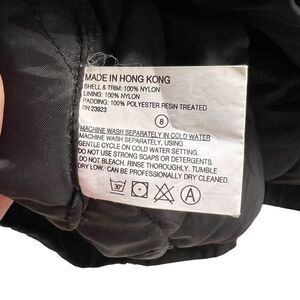 MADE IN HONG KONG
SHELL & TRIM: 100% NYLON
LINING: 100% NYLON
PADDING: 100% POLYESTER RESIN TREATED
RN 23923
8
MACHINE WASH SEPARATELY IN COLD WATER
MACHINE WASH SEPARATELY, USING
GENTLE CYCLE ON COLD WATER SETTING.
DO NOT USE STRONG SOAPS OR DETERGENTS.
DO NOT BLEACH. RINSE THOROUGHLY. TUMBLE
DRY LOW. / CAN BE PROFESSIONALLY DRY CLEANED.
30°
A